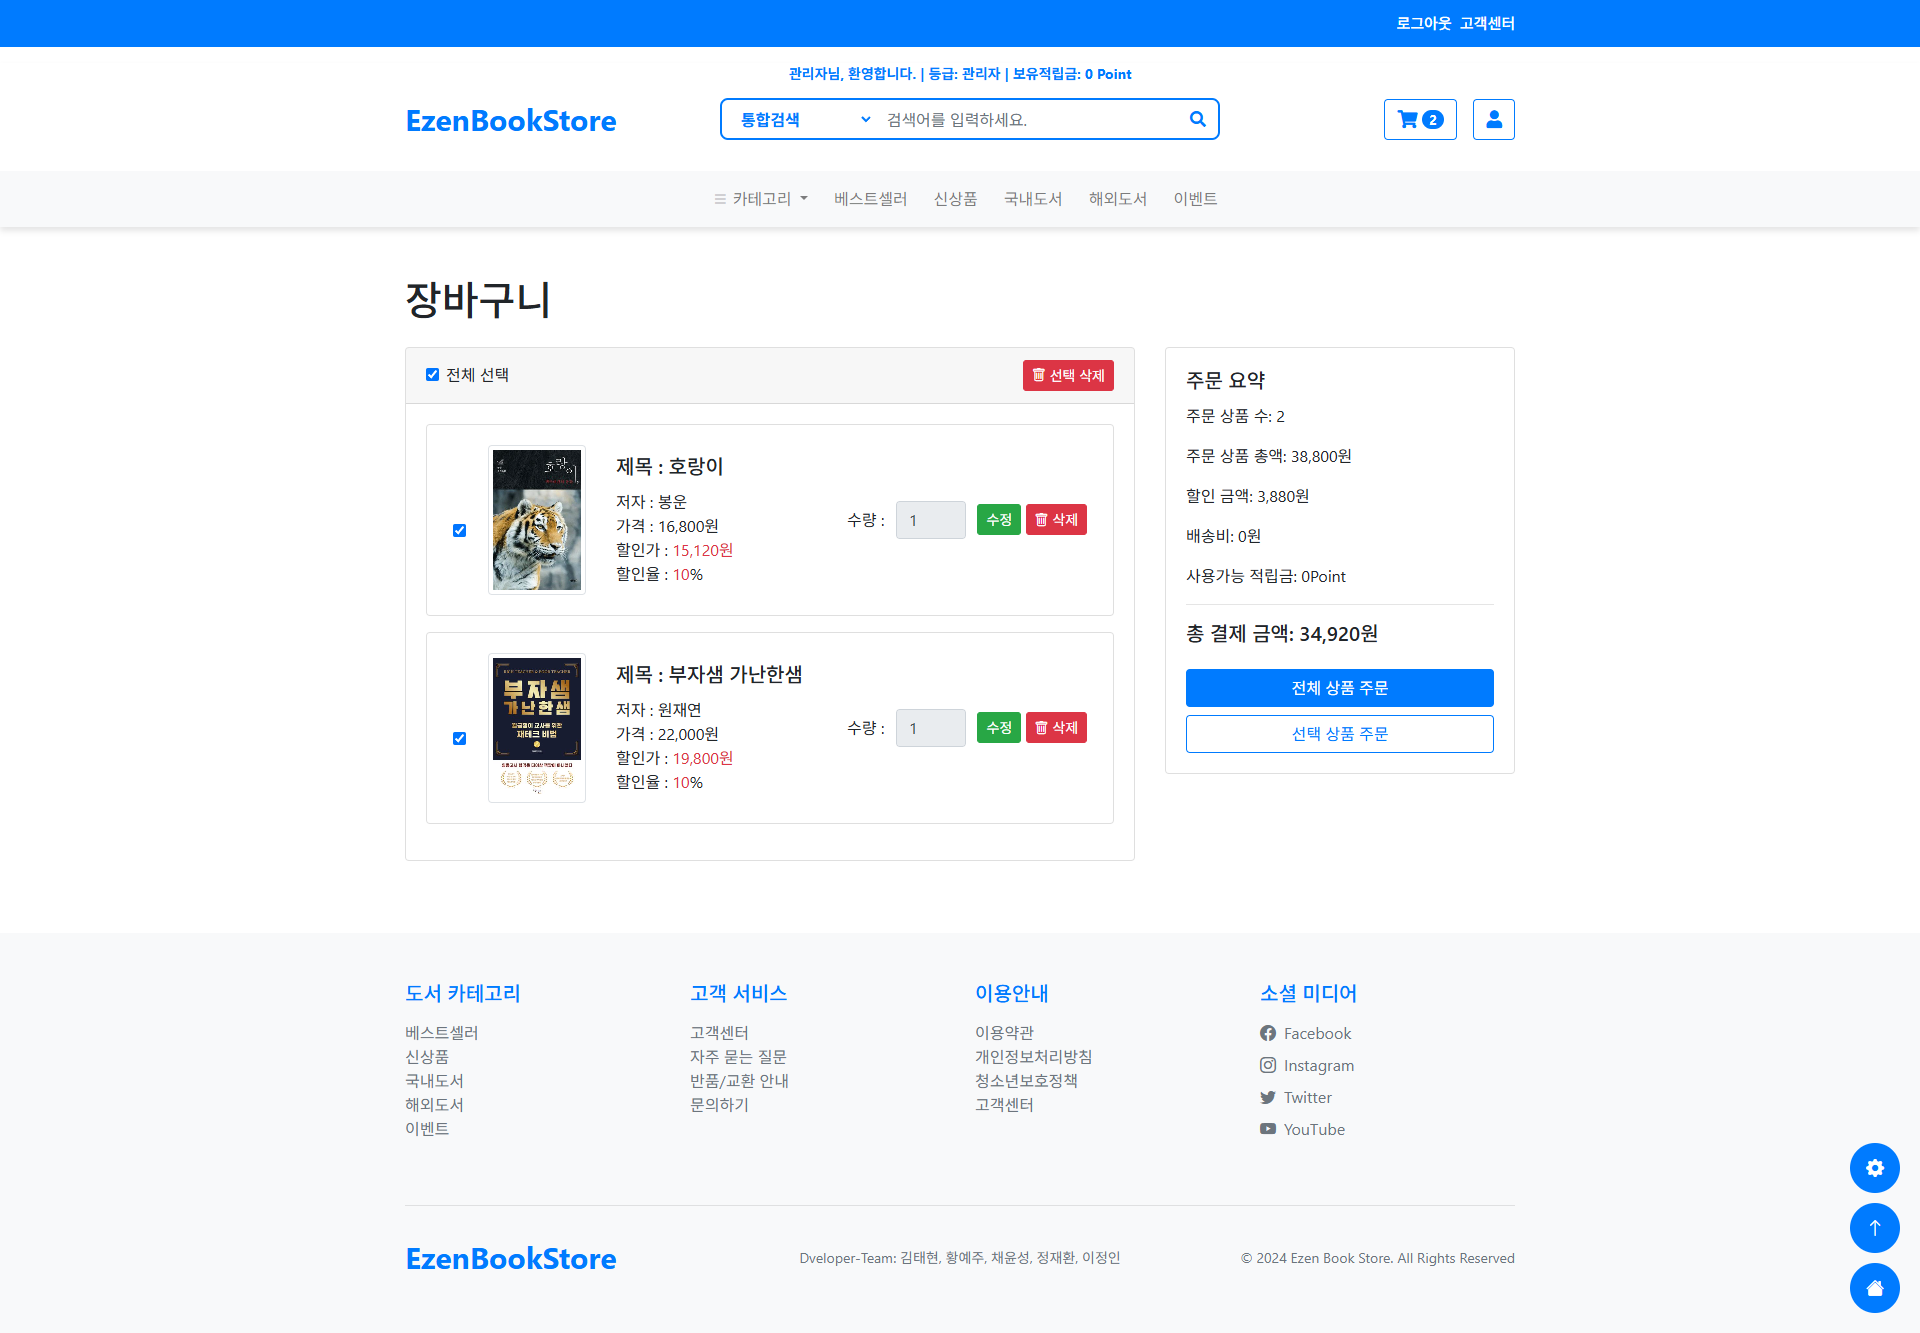 로그아웃 고객센터
관리자님, 환영합니다. | 등급: 관리자 | 보유적립금: 0 Point
EzenBookStore
통합검색 검색어를 입력하세요.
2
카테고리 베스트셀러 신상품 국내도서 해외도서 이벤트
장바구니
전체 선택 선택 삭제
호랑이,
제목 : 호랑이
저자 : 봉운
가격 : 16,800원
할인가 : 15,120원
할인율 : 10%
수량 : 1 수정 삭제
부자샘
가난한샘
월급쟁이 교사를 위한
재테크 비법
제목 : 부자샘 가난한샘
저자 : 원재연
가격 : 22,000원
할인가 : 19,800원
할인율 : 10%
수량 : 1 수정 삭제
주문 요약
주문 상품 수: 2
주문 상품 총액: 38,800원
할인 금액: 3,880원
배송비: 0원
사용가능 적립금: 0Point
총 결제 금액: 34,920원
전체 상품 주문
선택 상품 주문
도서 카테고리
베스트셀러
신상품
국내도서
해외도서
이벤트
고객 서비스
고객센터
자주 묻는 질문
반품/교환 안내
문의하기
이용안내
이용약관
개인정보처리방침
청소년보호정책
고객센터
소셜 미디어
Facebook
Instagram
Twitter
YouTube
EzenBookStore
Dveloper-Team: 김태현, 황예주, 채윤성, 정재환, 이정인
© 2024 Ezen Book Store. All Rights Reserved